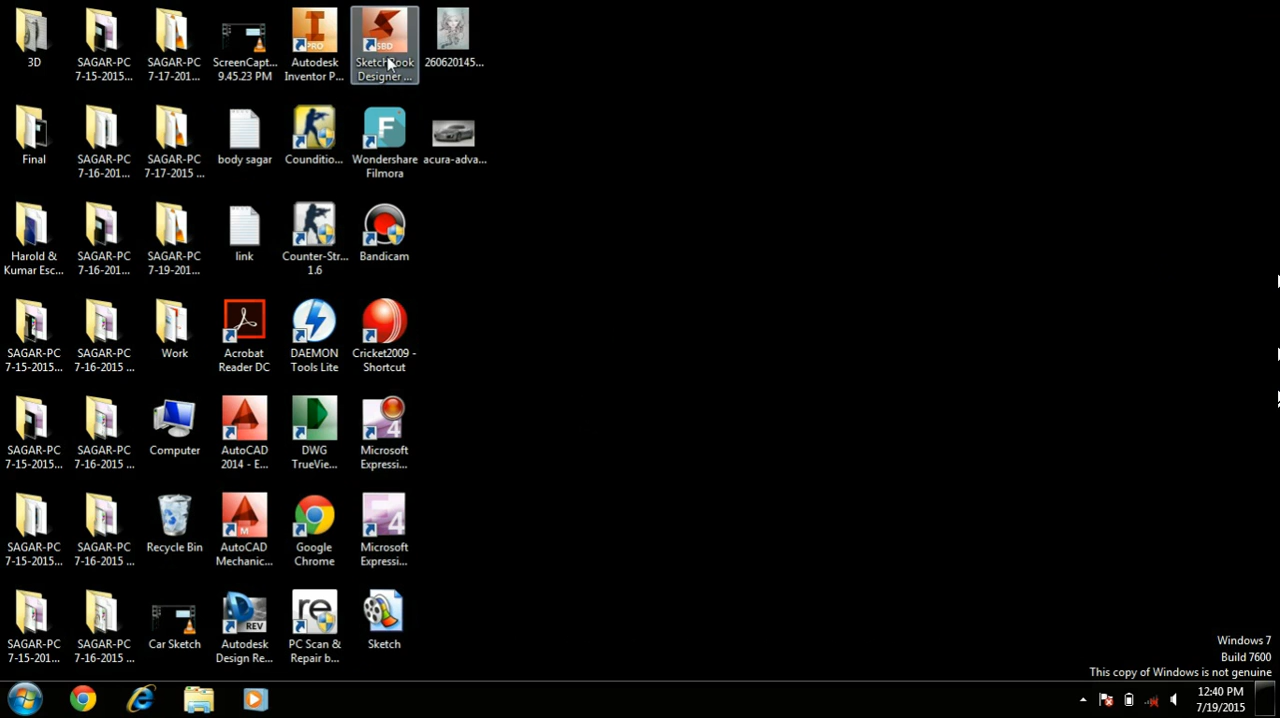 3D
SAGAR-PC
7-15-2015...
SAGAR-PC
7-17-201...
ScreenCapt...
9.45.23 PM
PRO
Autodesk
Inventor P...
SBD
SketchBook
Designer ...
260620145...
Final
SAGAR-PC
7-16-201...
SAGAR-PC
7-17-2015 ...
body sagar
Counditio...
F
Wondershare
Filmora
acura-adva...
Harold &
Kumar Esc...
SAGAR-PC
7-16-201...
SAGAR-PC
7-19-201...
link
Counter-Str...
1.6
Bandicam
SAGAR-PC
7-15-2015...
SAGAR-PC
7-16-2015 ...
Work
Acrobat
Reader DC
DAEMON
Tools Lite
Cricket2009 -
Shortcut
SAGAR-PC
7-15-2015...
SAGAR-PC
7-16-2015 ...
Computer
AutoCAD
2014 - E...
DWG
TrueVie...
4
Microsoft
Expressi...
SAGAR-PC
7-15-2015...
SAGAR-PC
7-16-2015 ...
Recycle Bin
M
AutoCAD
Mechanic...
Google
Chrome
4
Microsoft
Expressi...
SAGAR-PC
7-15-201...
SAGAR-PC
7-16-2015 ...
Car Sketch
REV
Autodesk
Design Re...
re
PC Scan &
Repair b...
Sketch
Windows 7
Build 7600
This copy of Windows is not genuine
12:40 PM
7/19/2015